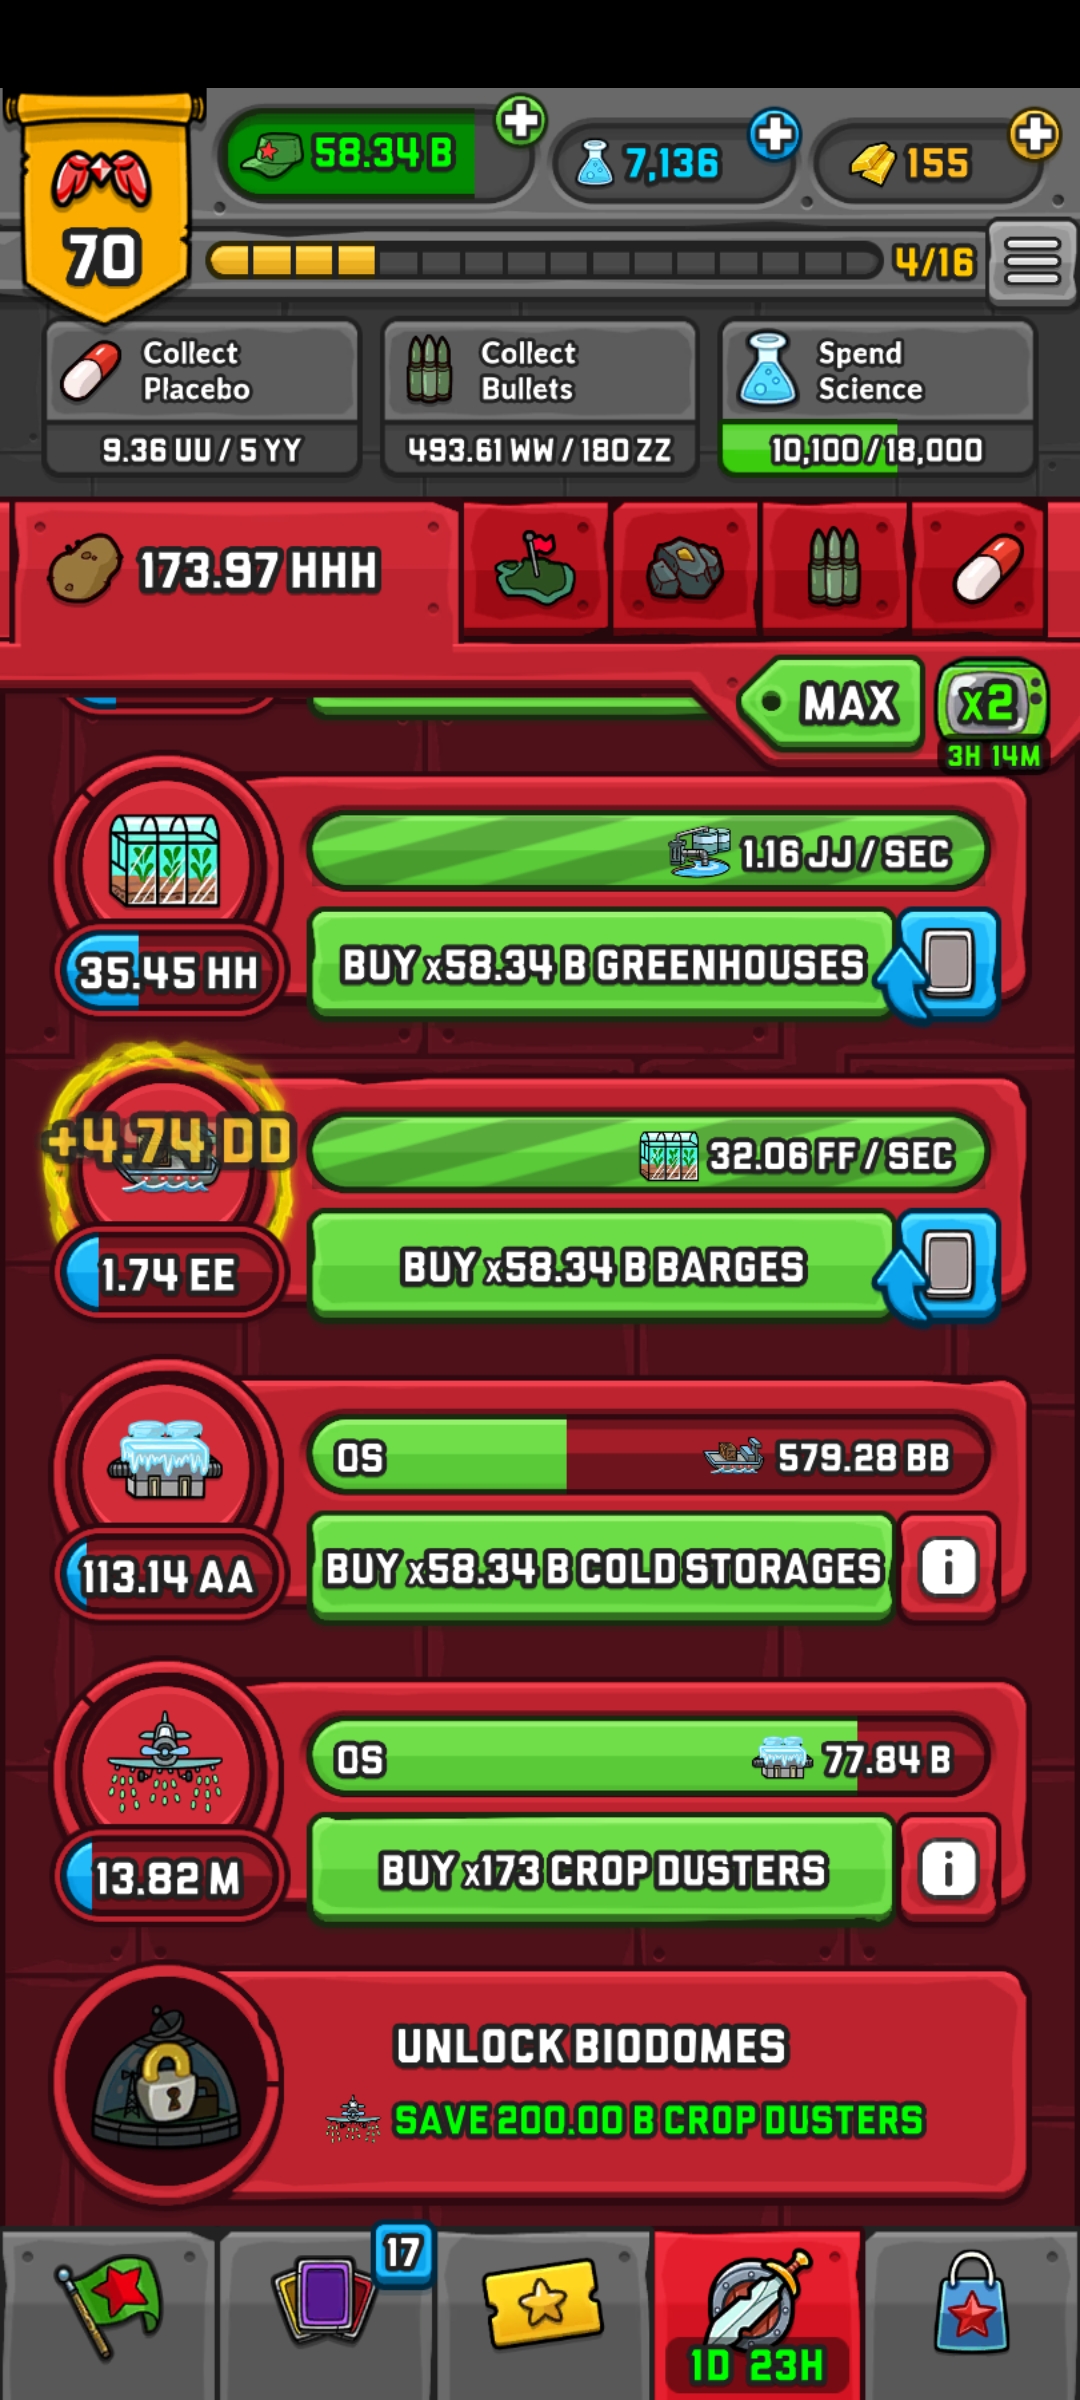 70
58.34 B
7,136
155
4/16
Collect
Placebo
9.36 UU / 5 YY
Collect
Bullets
493.61 WW / 180 ZZ
Spend
Science
10,100 / 18,000
173.97 HHH
MAX
x2
3H 14M
1.16 JJ / SEC
35.45 HH
BUY x58.34 B GREENHOUSES
+4.74 DD
32.06 FF / SEC
1.74 EE
BUY x58.34 B BARGES
0S
579.28 BB
113.14 AA
BUY x58.34 B COLD STORAGES
i
0S
77.84 B
13.82 M
BUY x173 CROP DUSTERS
i
UNLOCK BIODOMES
SAVE 200.00 B CROP DUSTERS
17
1D 23H